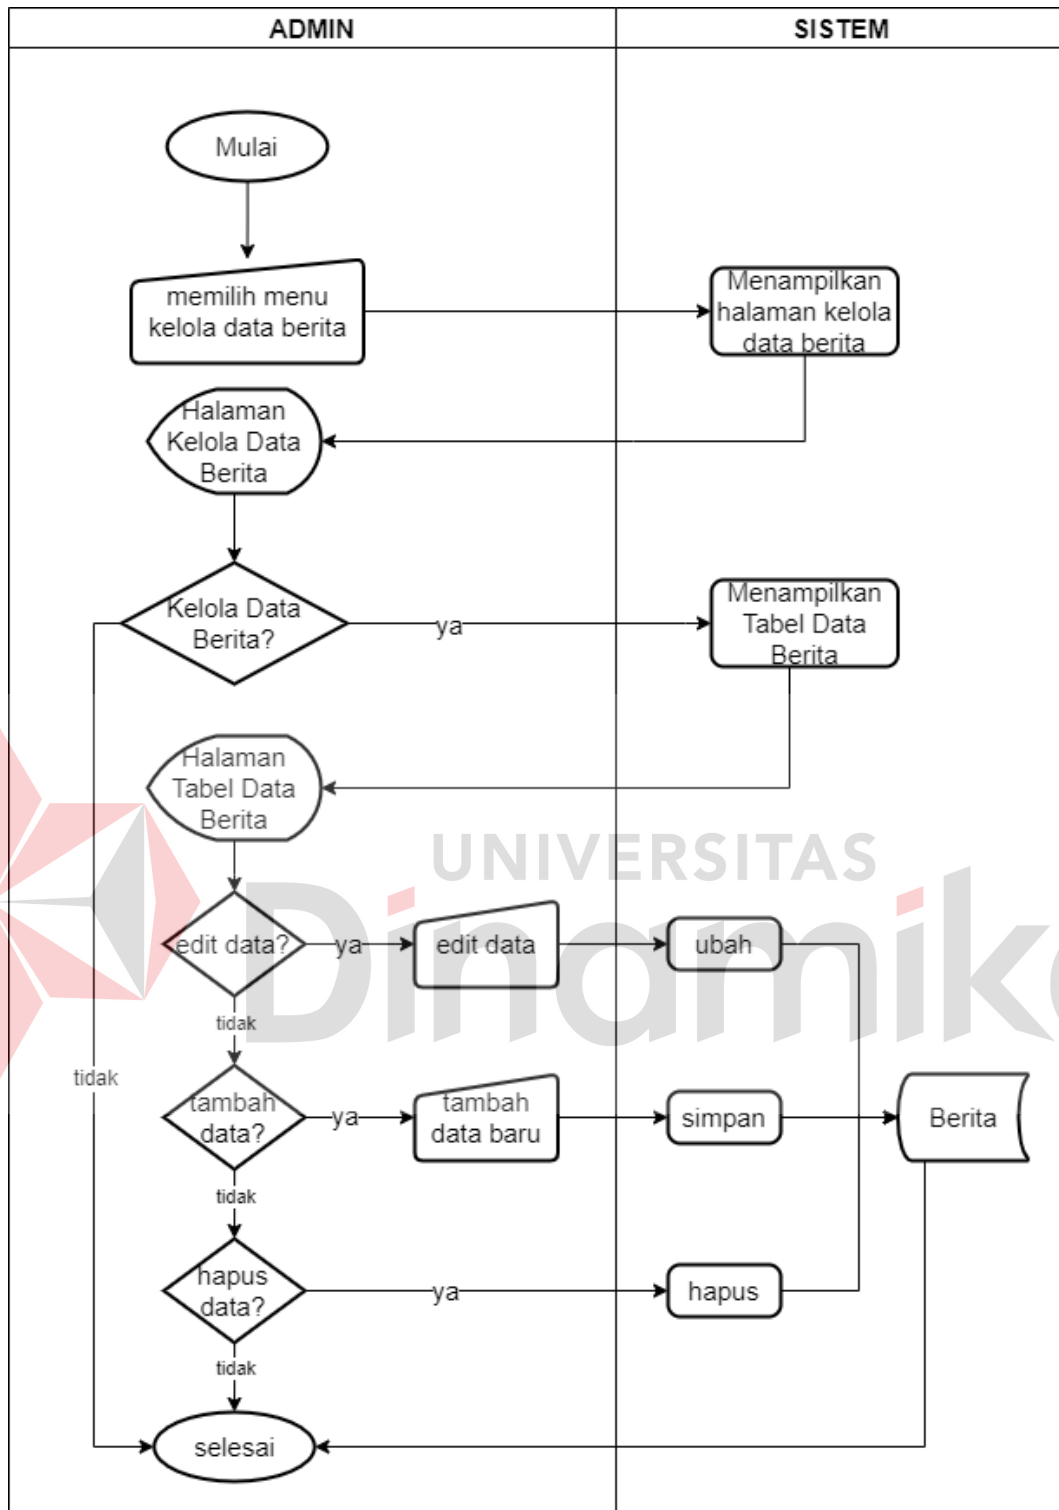 ADMIN
SISTEM
Mulai
memilih menu
kelola data berita
Menampilkan
halaman kelola
data berita
Halaman
Kelola Data
Berita
Kelola Data
Berita?
ya
Menampilkan
Tabel Data
Berita
Halaman
Tabel Data
Berita
UNIVERSITAS
Dinamika
edit data?
ya
edit data
ubah
tidak
tidak
tambah
data?
ya
tambah
data baru
simpan
Berita
tidak
hapus
data?
ya
hapus
tidak
selesai